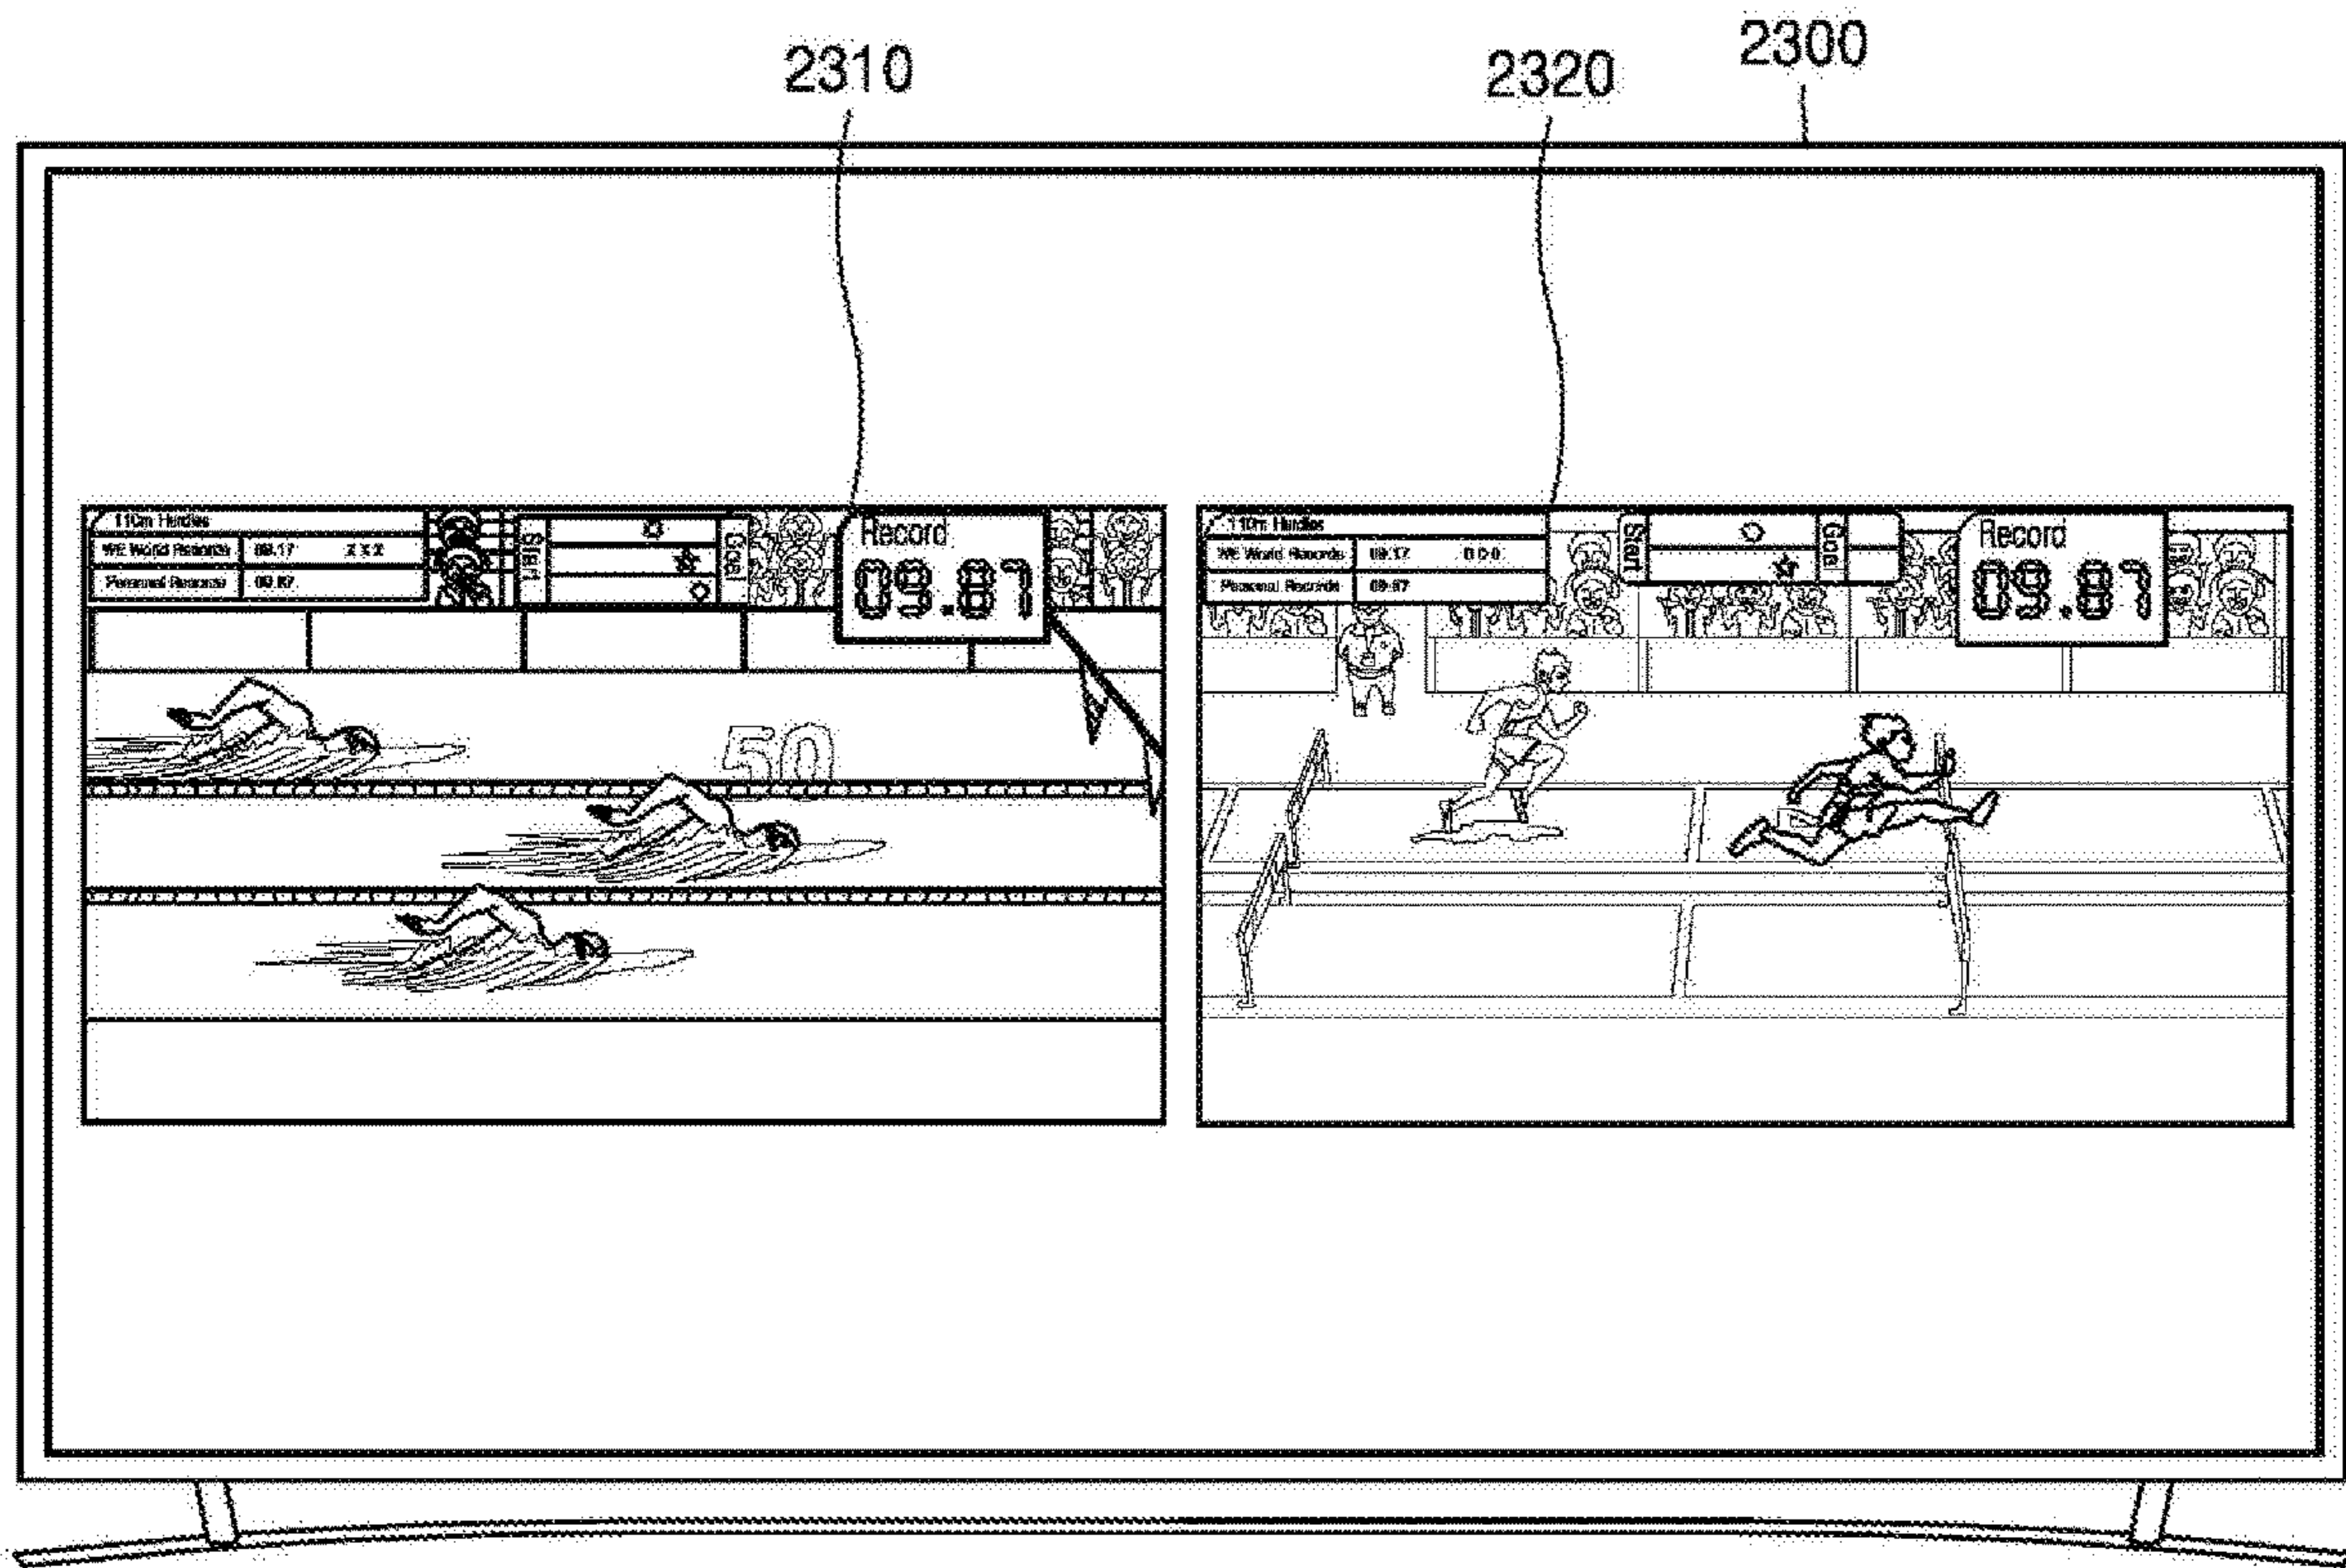 2310
2320
2300
110m Hurdles
WE World Records 09.17 Z X Z
Personal Records 09.87
Start
Goal
Record
09.87
50
110m Hurdles
WE World Records 09.17
Personal Records 09.87
Start
Goal
Record
09.87